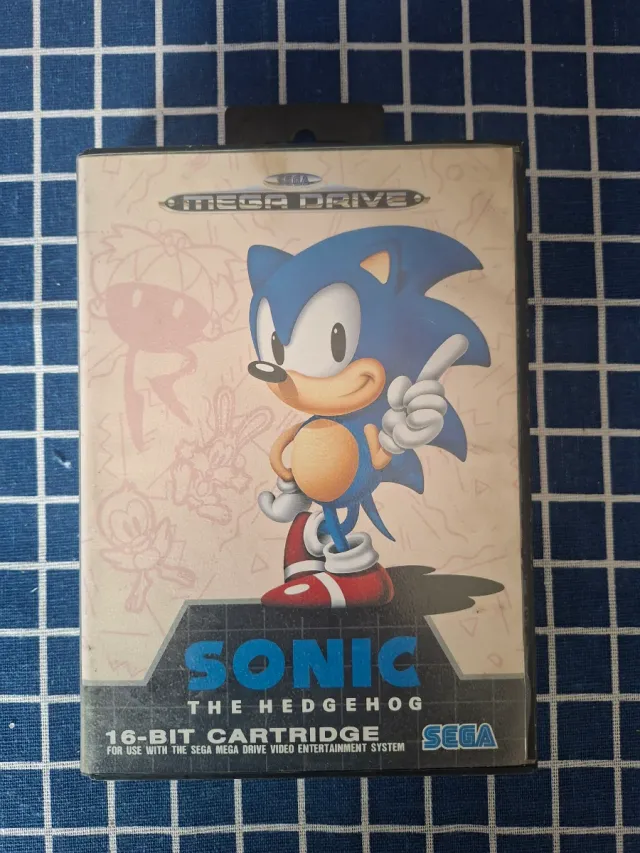 SEGA
MEGA DRIVE
SONIC
THE HEDGEHOG
16-BIT CARTRIDGE
FOR USE WITH THE SEGA MEGA DRIVE VIDEO ENTERTAINMENT SYSTEM
SEGA